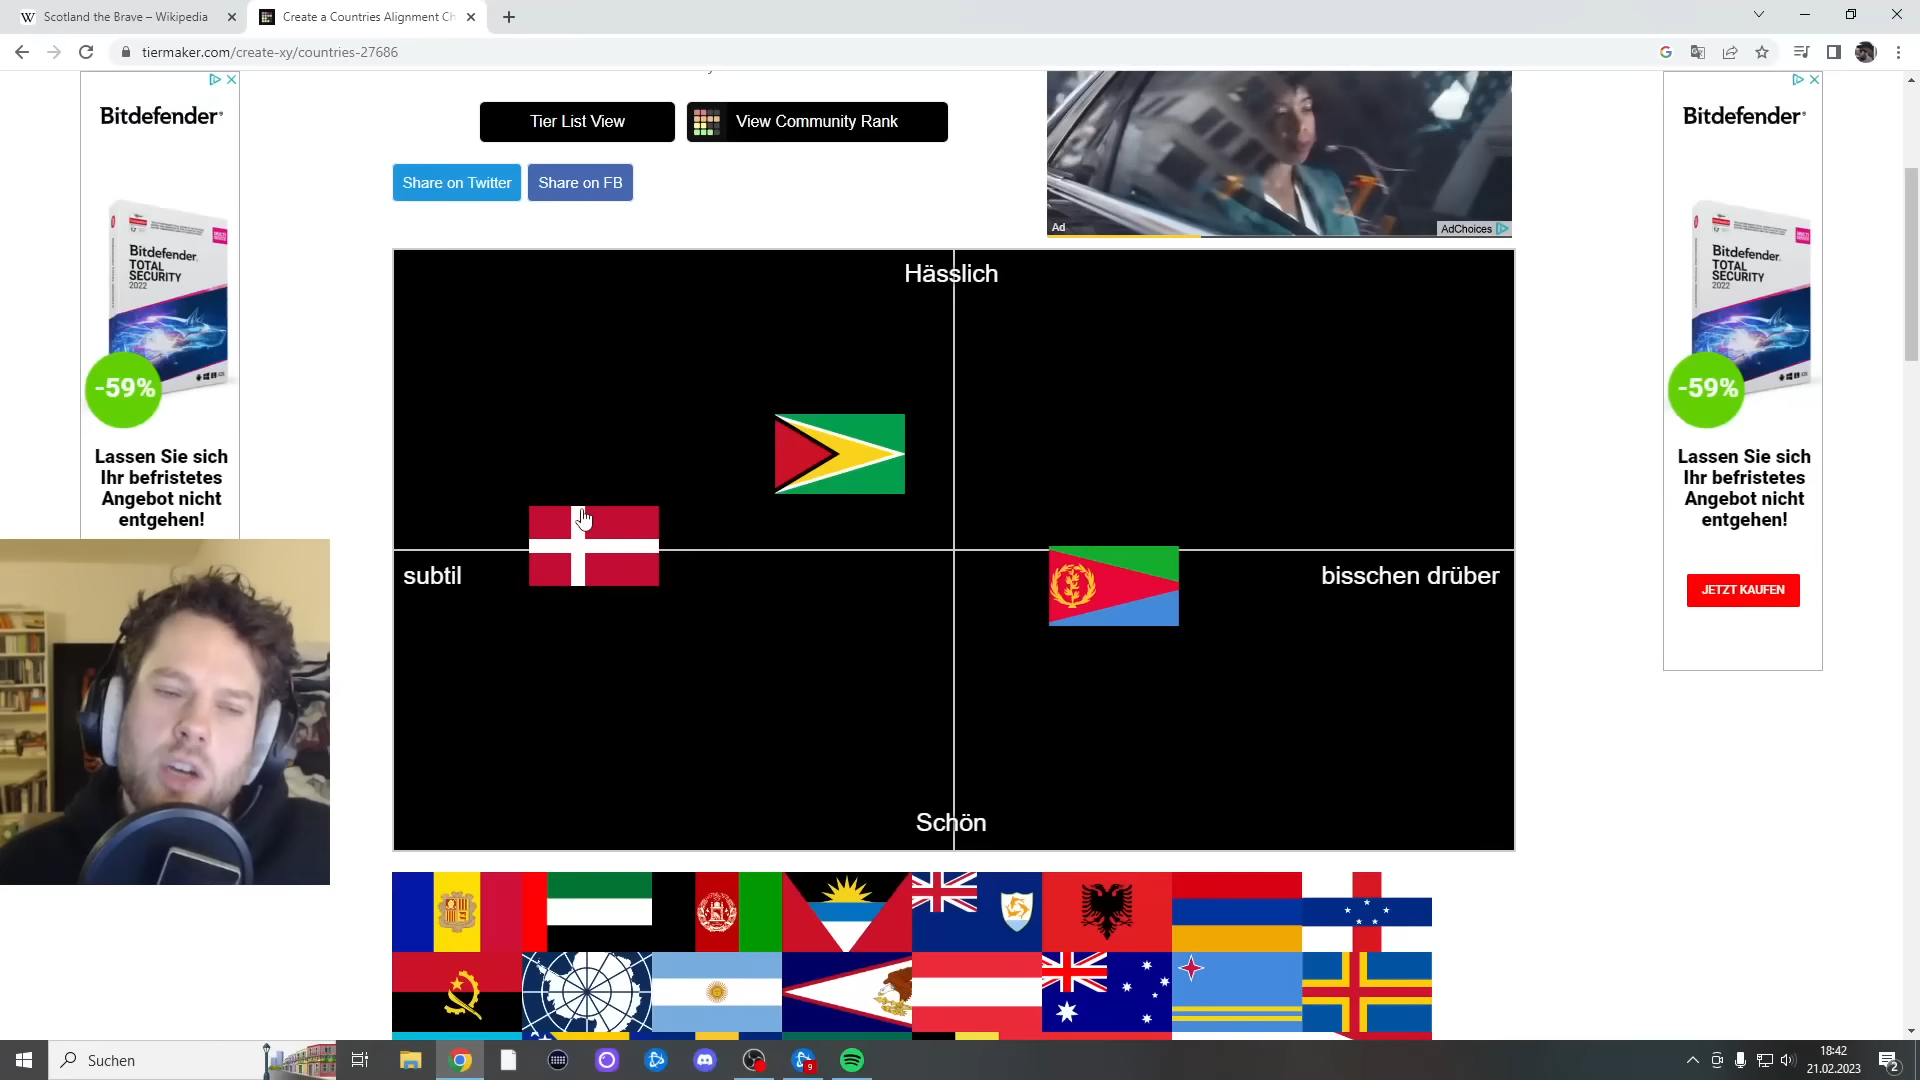 Scotland the Brave – Wikipedia
Create a Countries Alignment Ch
tiermaker.com/create-xy/countries-27686
Bitdefender
Bitdefender
TOTAL
SECURITY
2022
-59%
Lassen Sie sich
Ihr befristetes
Angebot nicht
entgehen!
Tier List View
View Community Rank
Share on Twitter
Share on FB
Ad
AdChoices
Hässlich
subtil
bisschen drüber
Schön
Bitdefender
Bitdefender
TOTAL
SECURITY
2022
-59%
Lassen Sie sich
Ihr befristetes
Angebot nicht
entgehen!
JETZT KAUFEN
Suchen
9
18:42
21.02.2023
2